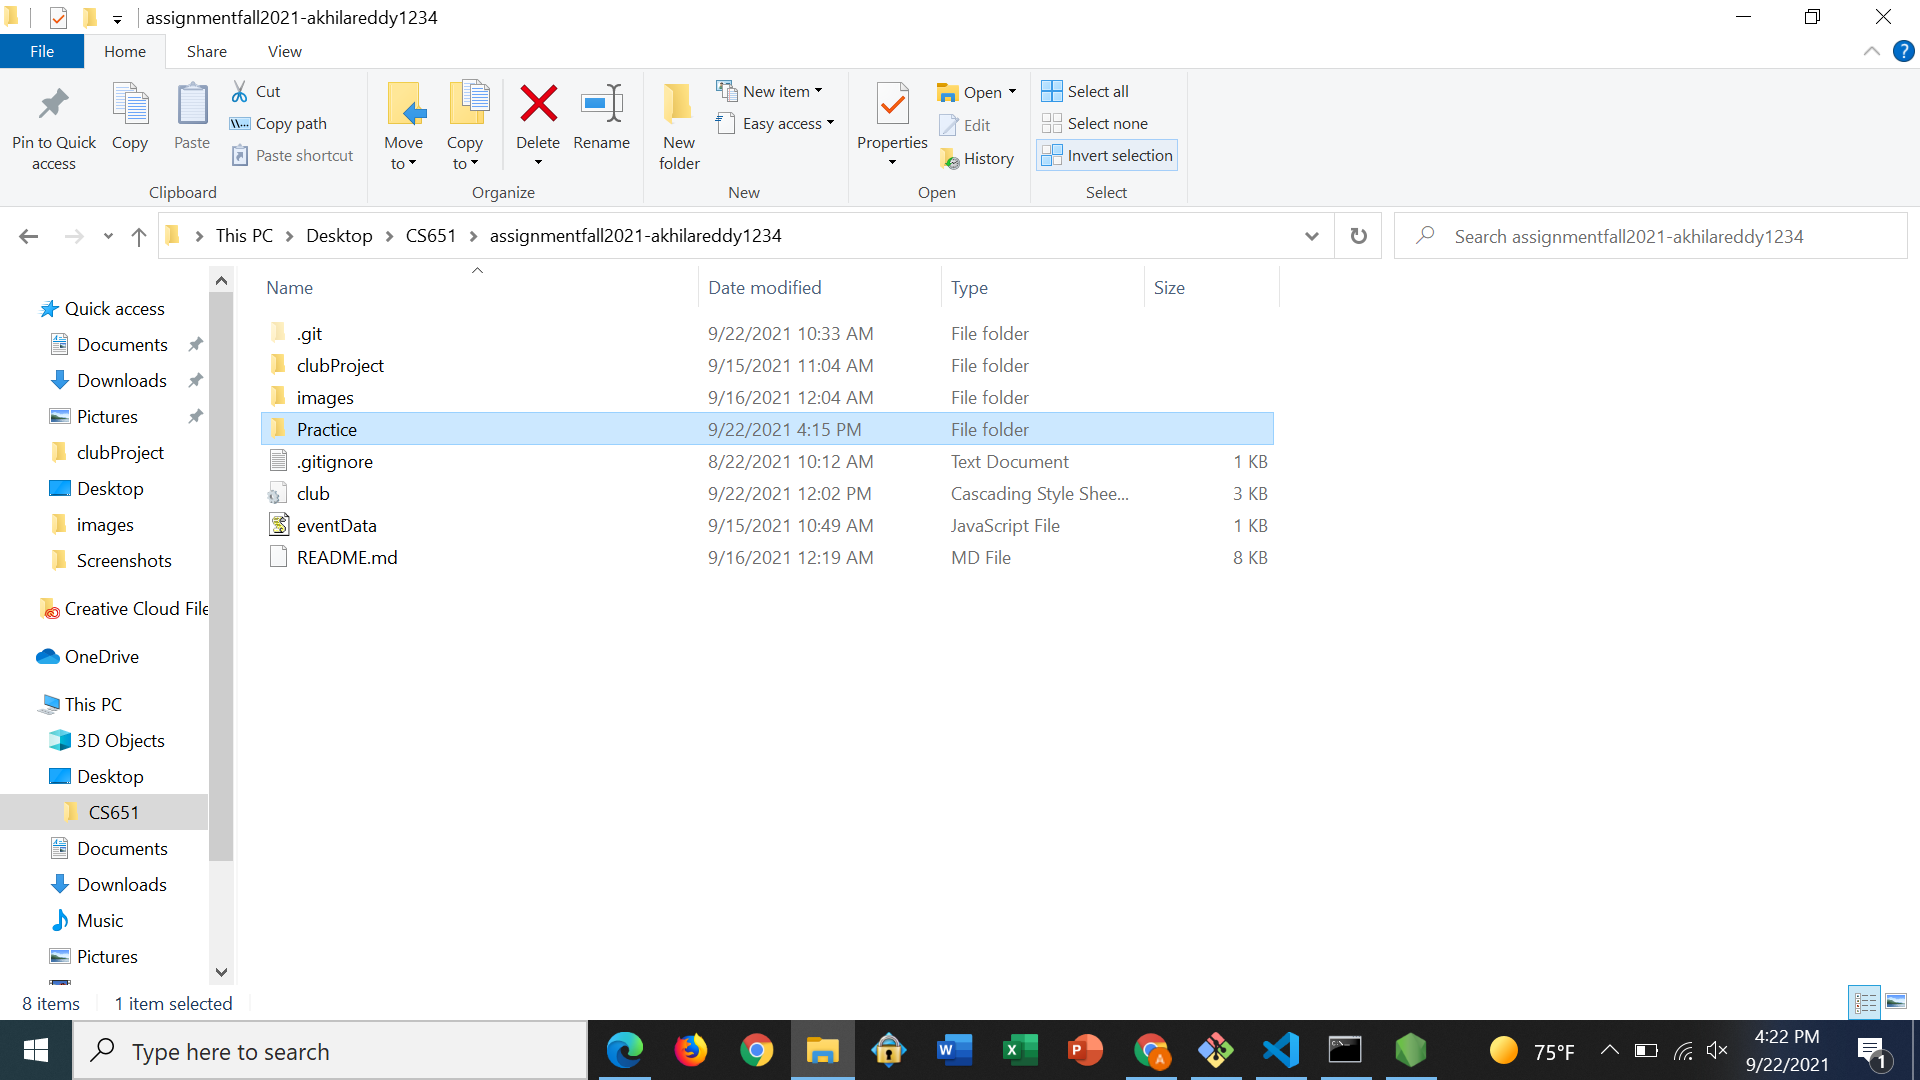 assignmentfall2021-akhilareddy1234
File Home Share View
Pin to Quick access
Copy
Paste
Cut
Copy path
Paste shortcut
Clipboard
Move to
Copy to
Delete
Rename
Organize
New folder
New item
Easy access
New
Properties
Open
Edit
History
Open
Select all
Select none
Invert selection
Select
This PC > Desktop > CS651 > assignmentfall2021-akhilareddy1234
Search assignmentfall2021-akhilareddy1234
Quick access
Documents
Downloads
Pictures
clubProject
Desktop
images
Screenshots
Creative Cloud File
OneDrive
This PC
3D Objects
Desktop
CS651
Documents
Downloads
Music
Pictures
Name Date modified Type Size
.git 9/22/2021 10:33 AM File folder
clubProject 9/15/2021 11:04 AM File folder
images 9/16/2021 12:04 AM File folder
Practice 9/22/2021 4:15 PM File folder
.gitignore 8/22/2021 10:12 AM Text Document 1 KB
club 9/22/2021 12:02 PM Cascading Style Shee... 3 KB
eventData 9/15/2021 10:49 AM JavaScript File 1 KB
README.md 9/16/2021 12:19 AM MD File 8 KB
8 items 1 item selected
Type here to search
75°F
4:22 PM
9/22/2021
1